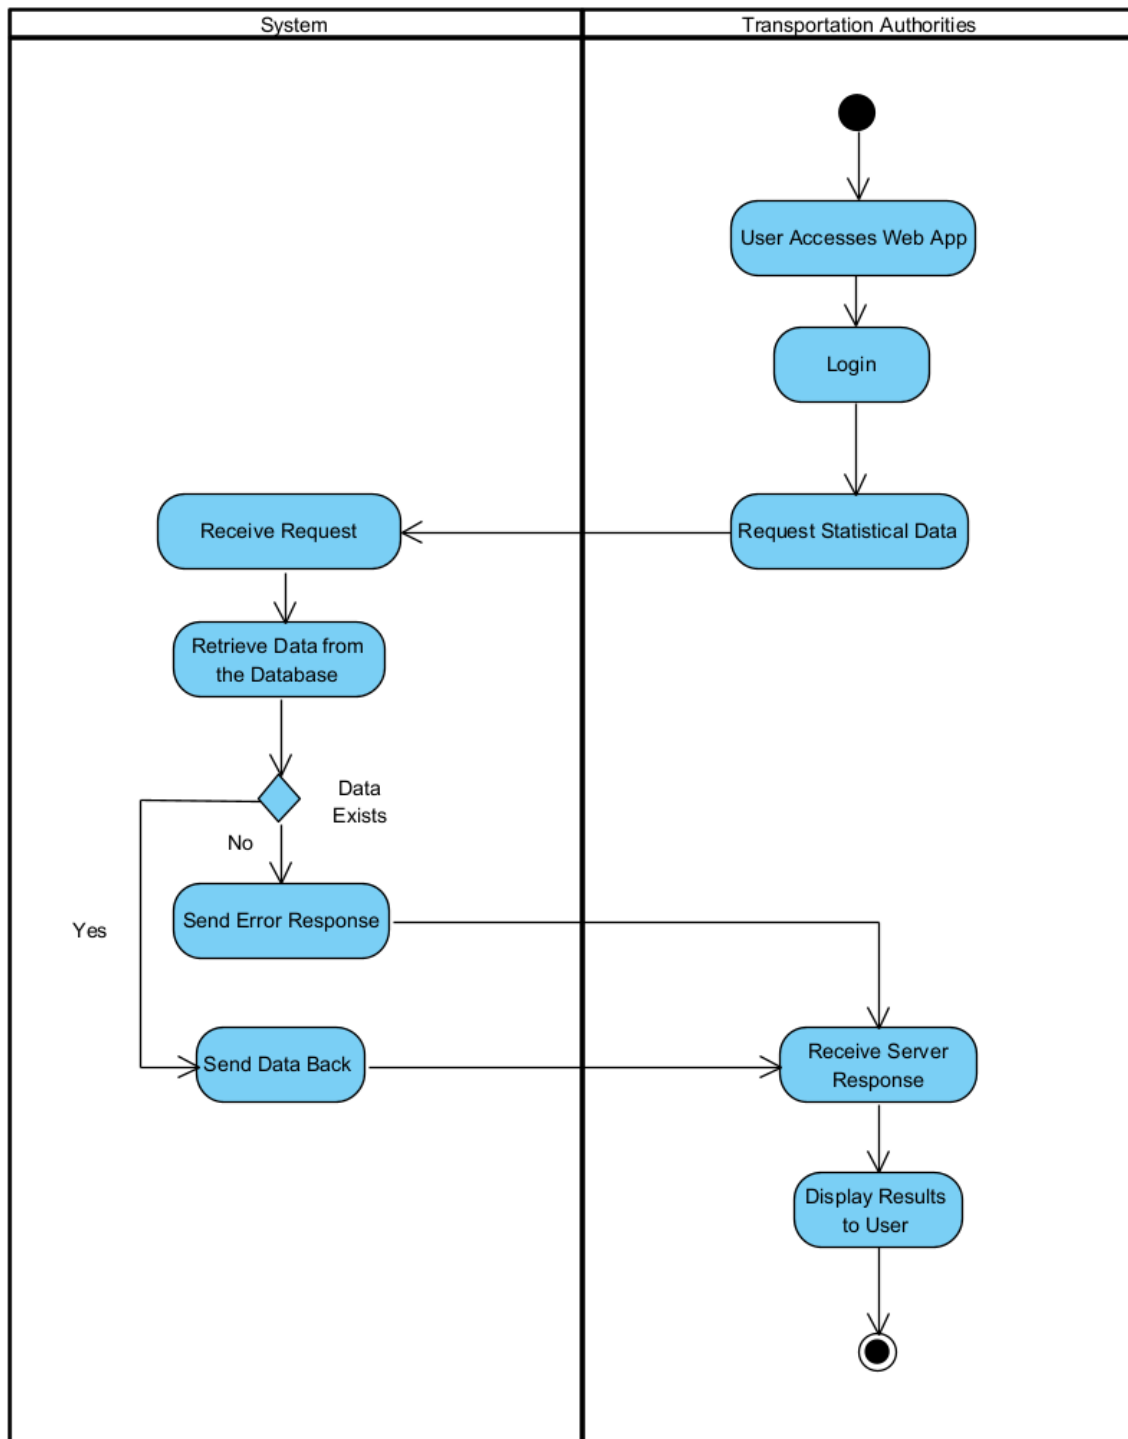 System
Transportation Authorities
User Accesses Web App
Login
Request Statistical Data
Receive Request
Retrieve Data from
the Database
Data
Exists
No
Yes
Send Error Response
Send Data Back
Receive Server
Response
Display Results
to User